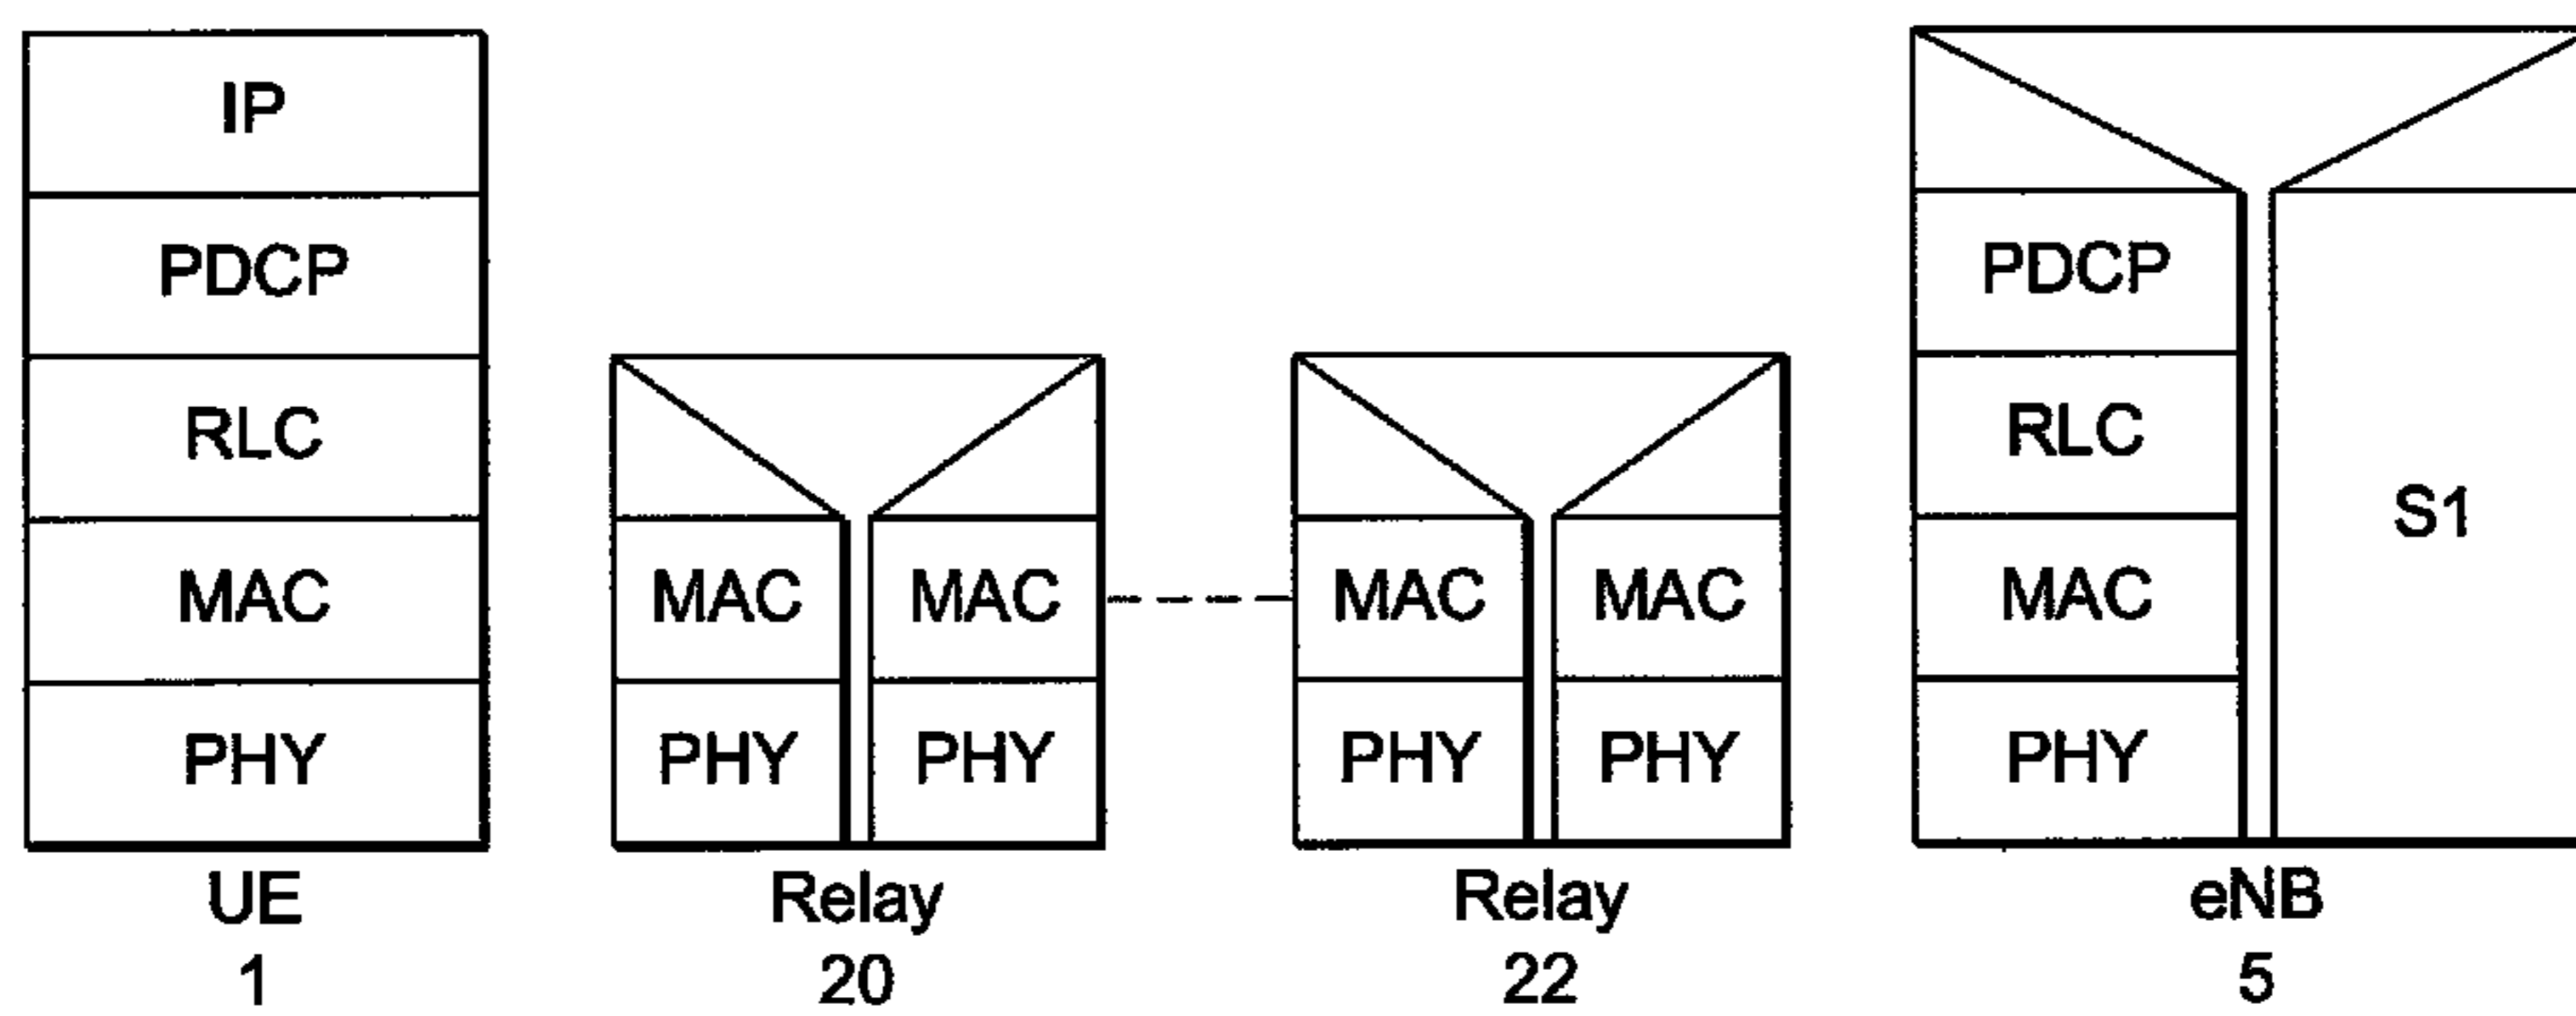 IP
PDCP
RLC
MAC
PHY
UE
1
MAC MAC
PHY PHY
Relay
20
MAC MAC
PHY PHY
Relay
22
PDCP
RLC
MAC
PHY
S1
eNB
5